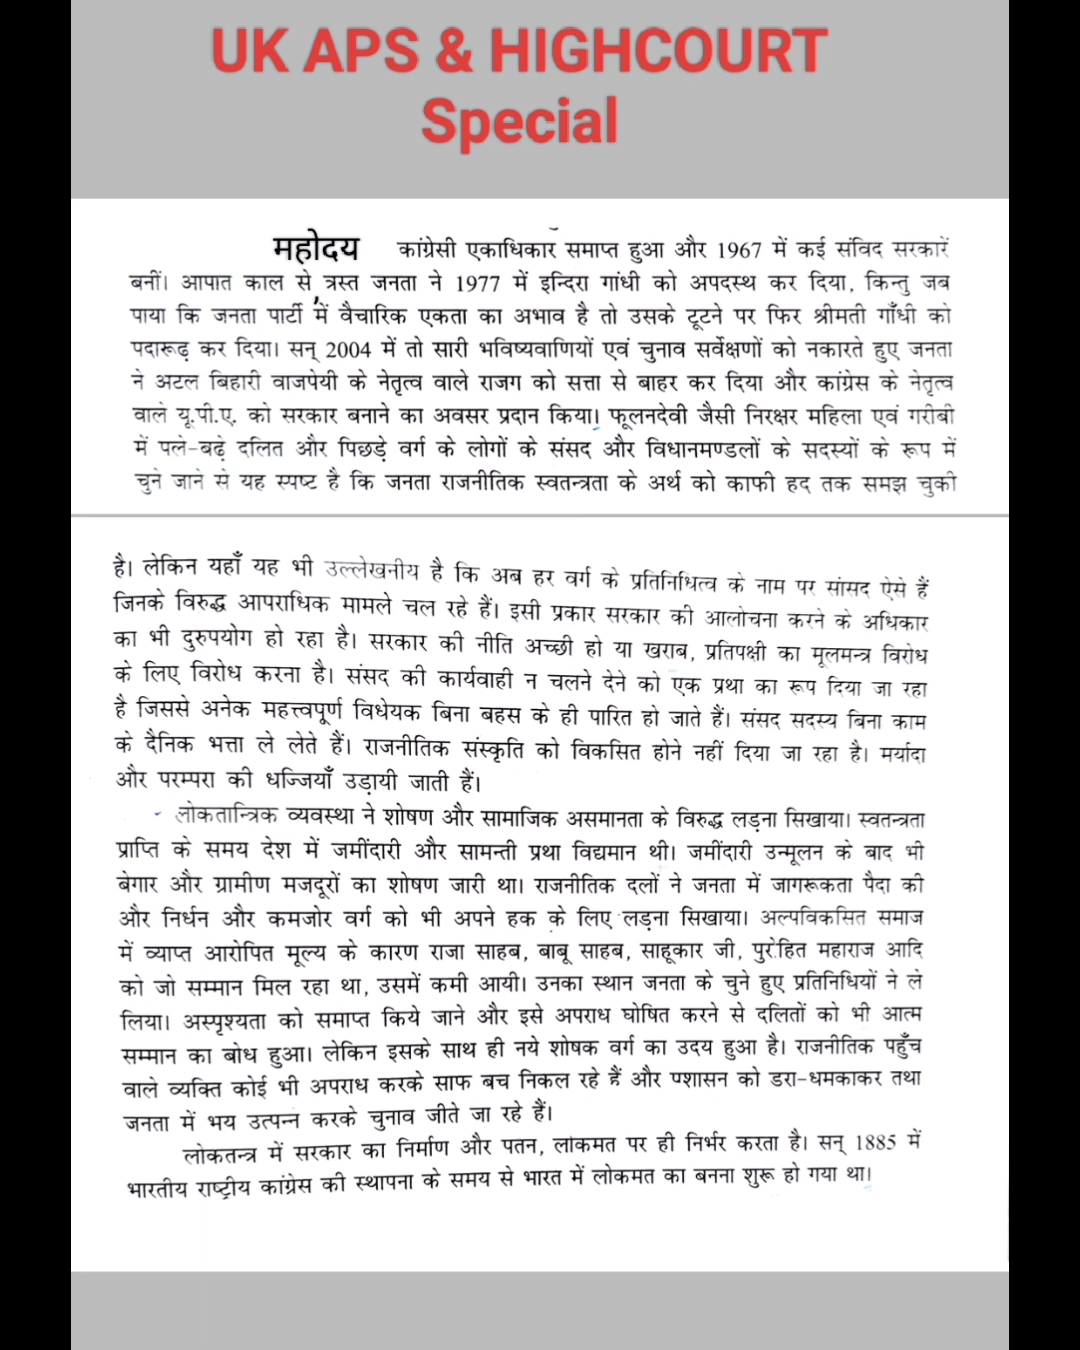 UK APS & HIGHCOURT
Special
महोदय कांग्रेसी एकाधिकार समाप्त हुआ और 1967 में कई संविद सरकारें
बनीं। आपात काल से त्रस्त जनता ने 1977 में इन्दिरा गांधी को अपदस्थ कर दिया, किन्तु जब
पाया कि जनता पार्टी में वैचारिक एकता का अभाव है तो उसके टूटने पर फिर श्रीमती गाँधी को
पदारूढ़ कर दिया। सन् 2004 में तो सारी भविष्यवाणियों एवं चुनाव सर्वेक्षणों को नकारते हुए जनता
ने अटल बिहारी वाजपेयी के नेतृत्व वाले राजग को सत्ता से बाहर कर दिया और कांग्रेस के नेतृत्व
वाले यू.पी.ए. को सरकार बनाने का अवसर प्रदान किया। फूलनदेवी जैसी निरक्षर महिला एवं गरीबी
में पले-बढ़े दलित और पिछड़े वर्ग के लोगों के संसद और विधानमण्डलों के सदस्यों के रूप में
चुने जाने से यह स्पष्ट है कि जनता राजनीतिक स्वतन्त्रता के अर्थ को काफी हद तक समझ चुकी
है। लेकिन यहाँ यह भी उल्लेखनीय है कि अब हर वर्ग के प्रतिनिधित्व के नाम पर सांसद ऐसे हैं
जिनके विरुद्ध आपराधिक मामले चल रहे हैं। इसी प्रकार सरकार की आलोचना करने के अधिकार
का भी दुरुपयोग हो रहा है। सरकार की नीति अच्छी हो या खराब, प्रतिपक्षी का मूलमन्त्र विरोध
के लिए विरोध करना है। संसद की कार्यवाही न चलने देने को एक प्रथा का रूप दिया जा रहा
है जिससे अनेक महत्त्वपूर्ण विधेयक बिना बहस के ही पारित हो जाते हैं। संसद सदस्य बिना काम
के दैनिक भत्ता ले लेते हैं। राजनीतिक संस्कृति को विकसित होने नहीं दिया जा रहा है। मर्यादा
और परम्परा की धज्जियाँ उड़ायी जाती हैं।
लोकतान्त्रिक व्यवस्था ने शोषण और सामाजिक असमानता के विरुद्ध लड़ना सिखाया। स्वतन्त्रता
प्राप्ति के समय देश में जमींदारी और सामन्ती प्रथा विद्यमान थी। जमींदारी उन्मूलन के बाद भी
बेगार और ग्रामीण मजदूरों का शोषण जारी था। राजनीतिक दलों ने जनता में जागरूकता पैदा की
और निर्धन और कमजोर वर्ग को भी अपने हक के लिए लड़ना सिखाया। अल्पविकसित समाज
में व्याप्त आरोपित मूल्य के कारण राजा साहब, बाबू साहब, साहूकार जी, पुरोहित महाराज आदि
को जो सम्मान मिल रहा था, उसमें कमी आयी। उनका स्थान जनता के चुने हुए प्रतिनिधियों ने ले
लिया। अस्पृश्यता को समाप्त किये जाने और इसे अपराध घोषित करने से दलितों को भी आत्म
सम्मान का बोध हुआ। लेकिन इसके साथ ही नये शोषक वर्ग का उदय हुआ है। राजनीतिक पहुँच
वाले व्यक्ति कोई भी अपराध करके साफ बच निकल रहे हैं और प्रशासन को डरा-धमकाकर तथा
जनता में भय उत्पन्न करके चुनाव जीते जा रहे हैं।
लोकतन्त्र में सरकार का निर्माण और पतन, लोकमत पर ही निर्भर करता है। सन् 1885 में
भारतीय राष्ट्रीय कांग्रेस की स्थापना के समय से भारत में लोकमत का बनना शुरू हो गया था।